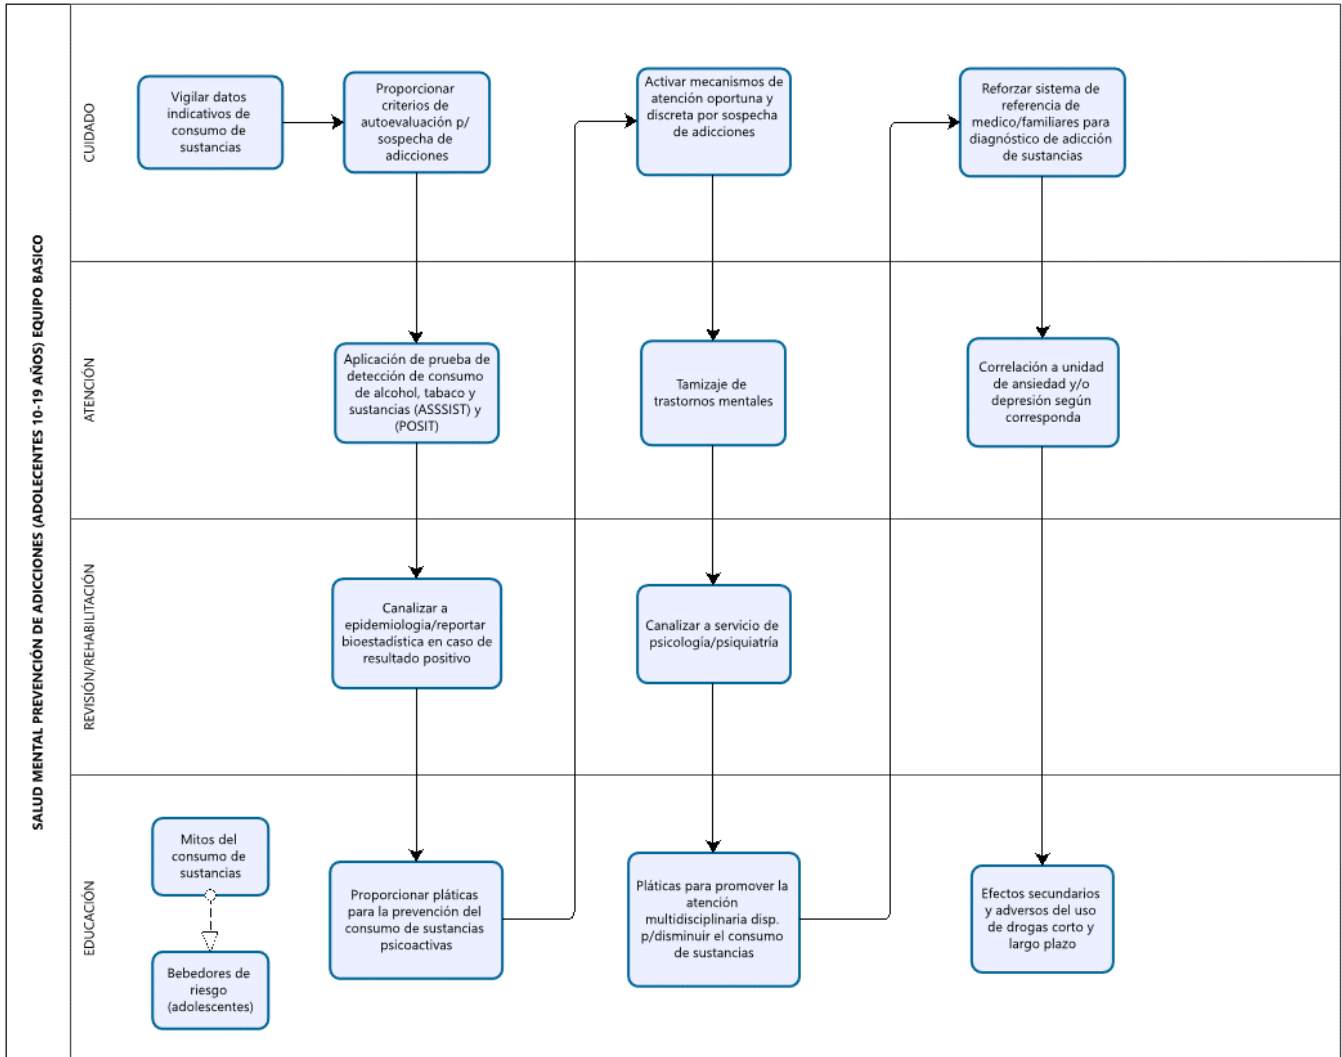 SALUD MENTAL PREVENCIÓN DE ADICCIONES (ADOLECENTES 10-19 AÑOS) EQUIPO BASICO
CUIDADO
Vigilar datos
indicativos de
consumo de
sustancias
Proporcionar
criterios de
autoevaluación p/
sospecha de
adicciones
Activar mecanismos de
atención oportuna y
discreta por sospecha
de adicciones
Reforzar sistema de
referencia de
medico/familiares para
diagnóstico de adicción
de sustancias
ATENCIÓN
Aplicación de prueba de
detección de consumo
de alcohol, tabaco y
sustancias (ASSSIST) y
(POSIT)
Tamizaje de
trastornos mentales
Correlación a unidad
de ansiedad y/o
depresión según
corresponda
REVISIÓN/REHABILITACIÓN
Canalizar a
epidemiologia/reportar
bioestadística en caso de
resultado positivo
Canalizar a servicio de
psicología/psiquiatría
EDUCACIÓN
Mitos del
consumo de
sustancias
Bebedores de
riesgo
(adolescentes)
Proporcionar pláticas
para la prevención del
consumo de sustancias
psicoactivas
Pláticas para promover la
atención
multidisciplinaria disp.
p/disminuir el consumo
de sustancias
Efectos secundarios
y adversos del uso
de drogas corto y
largo plazo